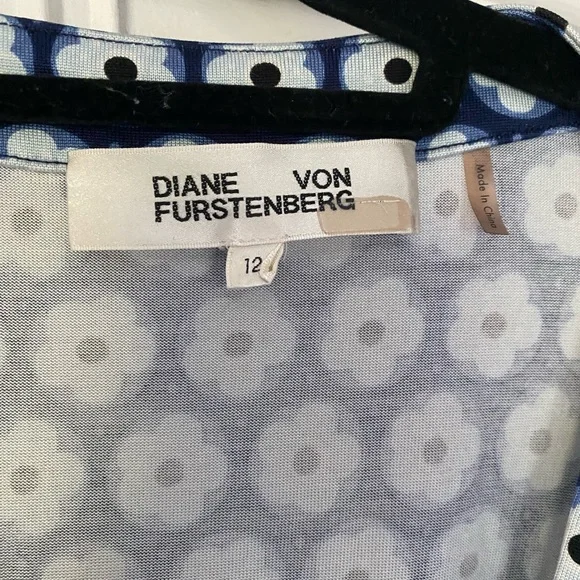 DIANE VON
FURSTENBERG
12
Made In China